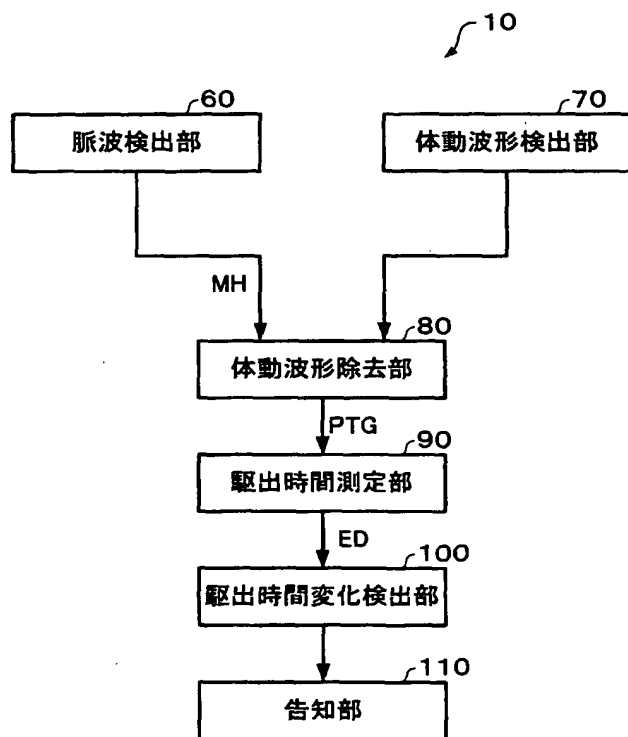 10
60
脈波検出部
70
体動波形検出部
MH
80
体動波形除去部
PTG
90
駆出時間測定部
ED
100
駆出時間変化検出部
110
告知部